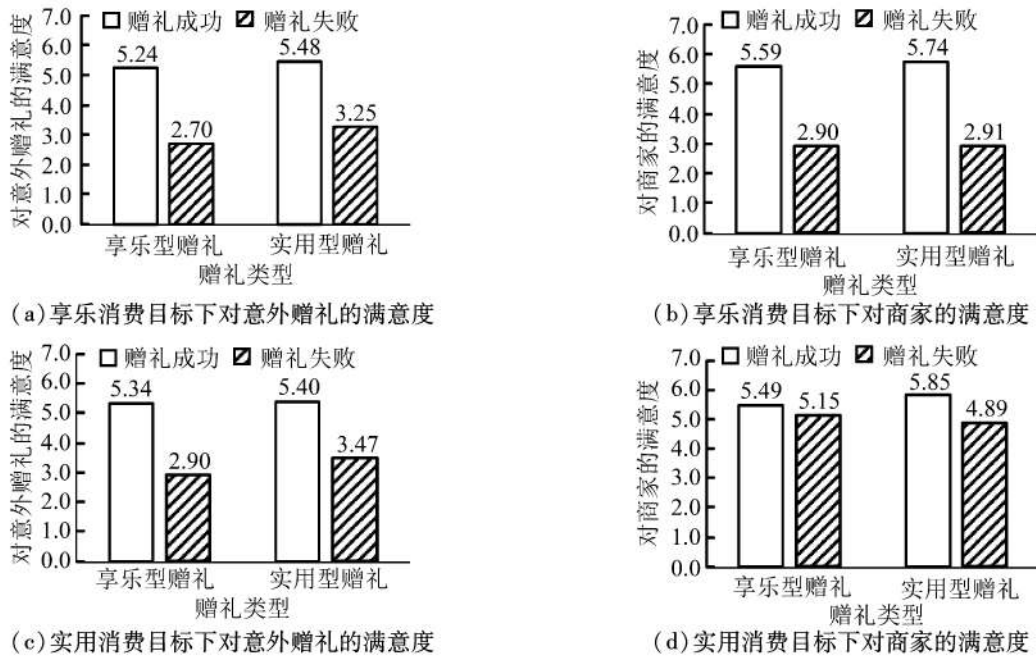 对意外赠礼的满意度
7.0
6.0
5.0
4.0
3.0
2.0
1.0
0.0
赠礼成功 赠礼失败
5.24
2.70
5.48
3.25
享乐型赠礼 实用型赠礼
赠礼类型
(a)享乐消费目标下对意外赠礼的满意度
对商家的满意度
7.0
6.0
5.0
4.0
3.0
2.0
1.0
0.0
赠礼成功 赠礼失败
5.59
2.90
5.74
2.91
享乐型赠礼 实用型赠礼
赠礼类型
(b)享乐消费目标下对商家的满意度
对意外赠礼的满意度
7.0
6.0
5.0
4.0
3.0
2.0
1.0
0.0
赠礼成功 赠礼失败
5.34
2.90
5.40
3.47
享乐型赠礼 实用型赠礼
赠礼类型
(c)实用消费目标下对意外赠礼的满意度
对商家的满意度
7.0
6.0
5.0
4.0
3.0
2.0
1.0
0.0
赠礼成功 赠礼失败
5.49
5.15
5.85
4.89
享乐型赠礼 实用型赠礼
赠礼类型
(d)实用消费目标下对商家的满意度